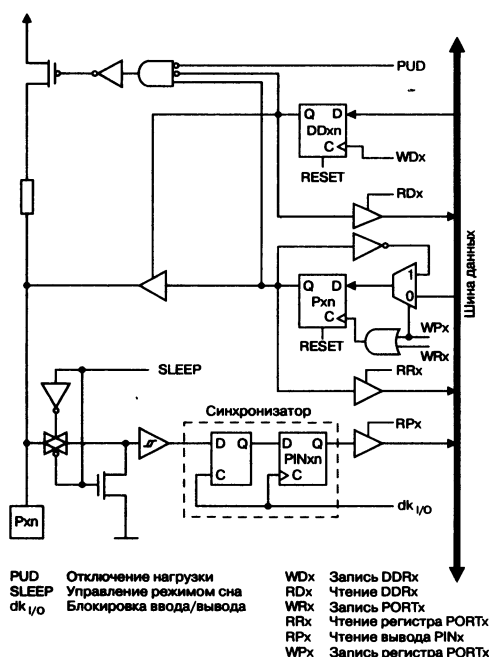 PUD
Q D
DDxn
C
WDx
RESET
RDx
Q D
Pxn
C
RESET
1
0
WPx
WRx
RRx
Шина данных
SLEEP
Синхронизатор
D Q
C
D Q
PINxn
C
RPx
dk I/O
Pxn
PUD Отключение нагрузки
SLEEP Управление режимом сна
dk I/O Блокировка ввода/вывода
WDx Запись DDRx
RDx Чтение DDRx
WRx Запись PORTx
RRx Чтение регистра PORTx
RPx Чтение вывода PINx
WPx Запись регистра PORTx